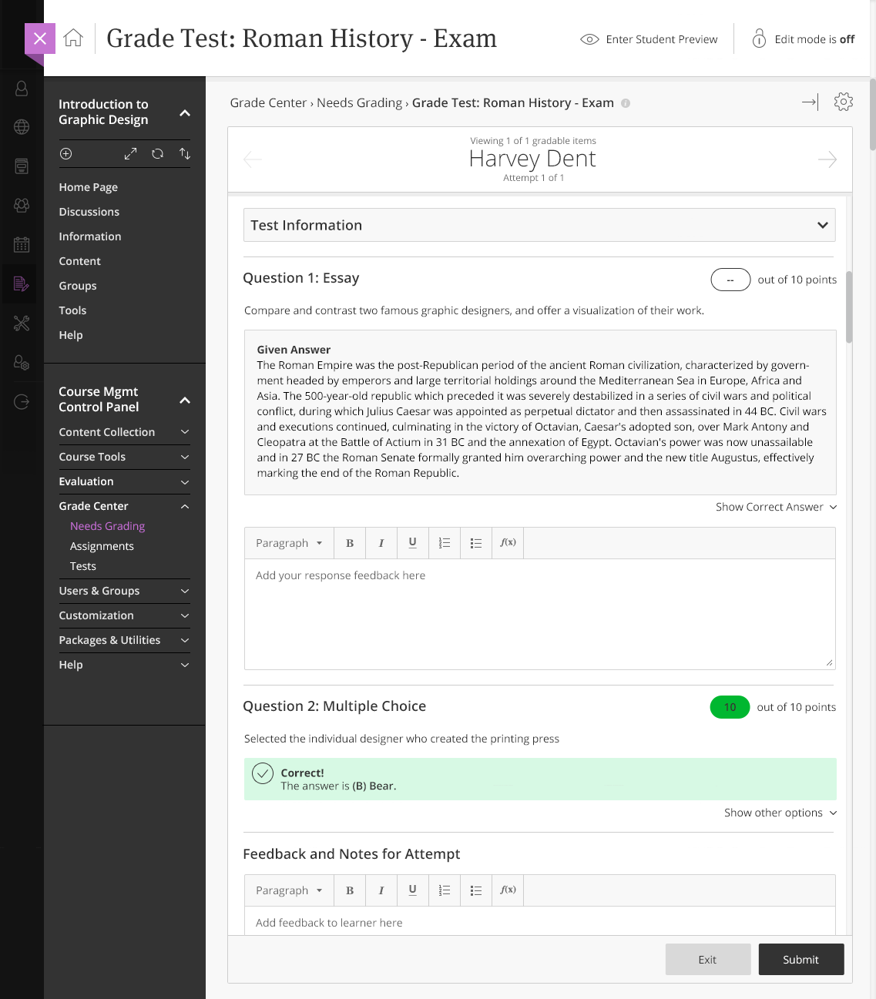 Grade Test: Roman History - Exam
Enter Student Preview
Edit mode is off
Introduction to
Graphic Design
Home Page
Discussions
Information
Content
Groups
Tools
Help
Course Mgmt
Control Panel
Content Collection
Course Tools
Evaluation
Grade Center
Needs Grading
Assignments
Tests
Users & Groups
Customization
Packages & Utilities
Help
Grade Center › Needs Grading › Grade Test: Roman History - Exam
Viewing 1 of 1 gradable items
Harvey Dent
Attempt 1 of 1
Test Information
Question 1: Essay
-- out of 10 points
Compare and contrast two famous graphic designers, and offer a visualization of their work.
Given Answer
The Roman Empire was the post-Republican period of the ancient Roman civilization, characterized by govern-
ment headed by emperors and large territorial holdings around the Mediterranean Sea in Europe, Africa and
Asia. The 500-year-old republic which preceded it was severely destabilized in a series of civil wars and political
conflict, during which Julius Caesar was appointed as perpetual dictator and then assassinated in 44 BC. Civil wars
and executions continued, culminating in the victory of Octavian, Caesar's adopted son, over Mark Antony and
Cleopatra at the Battle of Actium in 31 BC and the annexation of Egypt. Octavian's power was now unassailable
and in 27 BC the Roman Senate formally granted him overarching power and the new title Augustus, effectively
marking the end of the Roman Republic.
Show Correct Answer
Paragraph B I U f(x)
Add your response feedback here
Question 2: Multiple Choice
10 out of 10 points
Selected the individual designer who created the printing press
Correct!
The answer is (B) Bear.
Show other options
Feedback and Notes for Attempt
Paragraph B I U f(x)
Add feedback to learner here
Exit
Submit